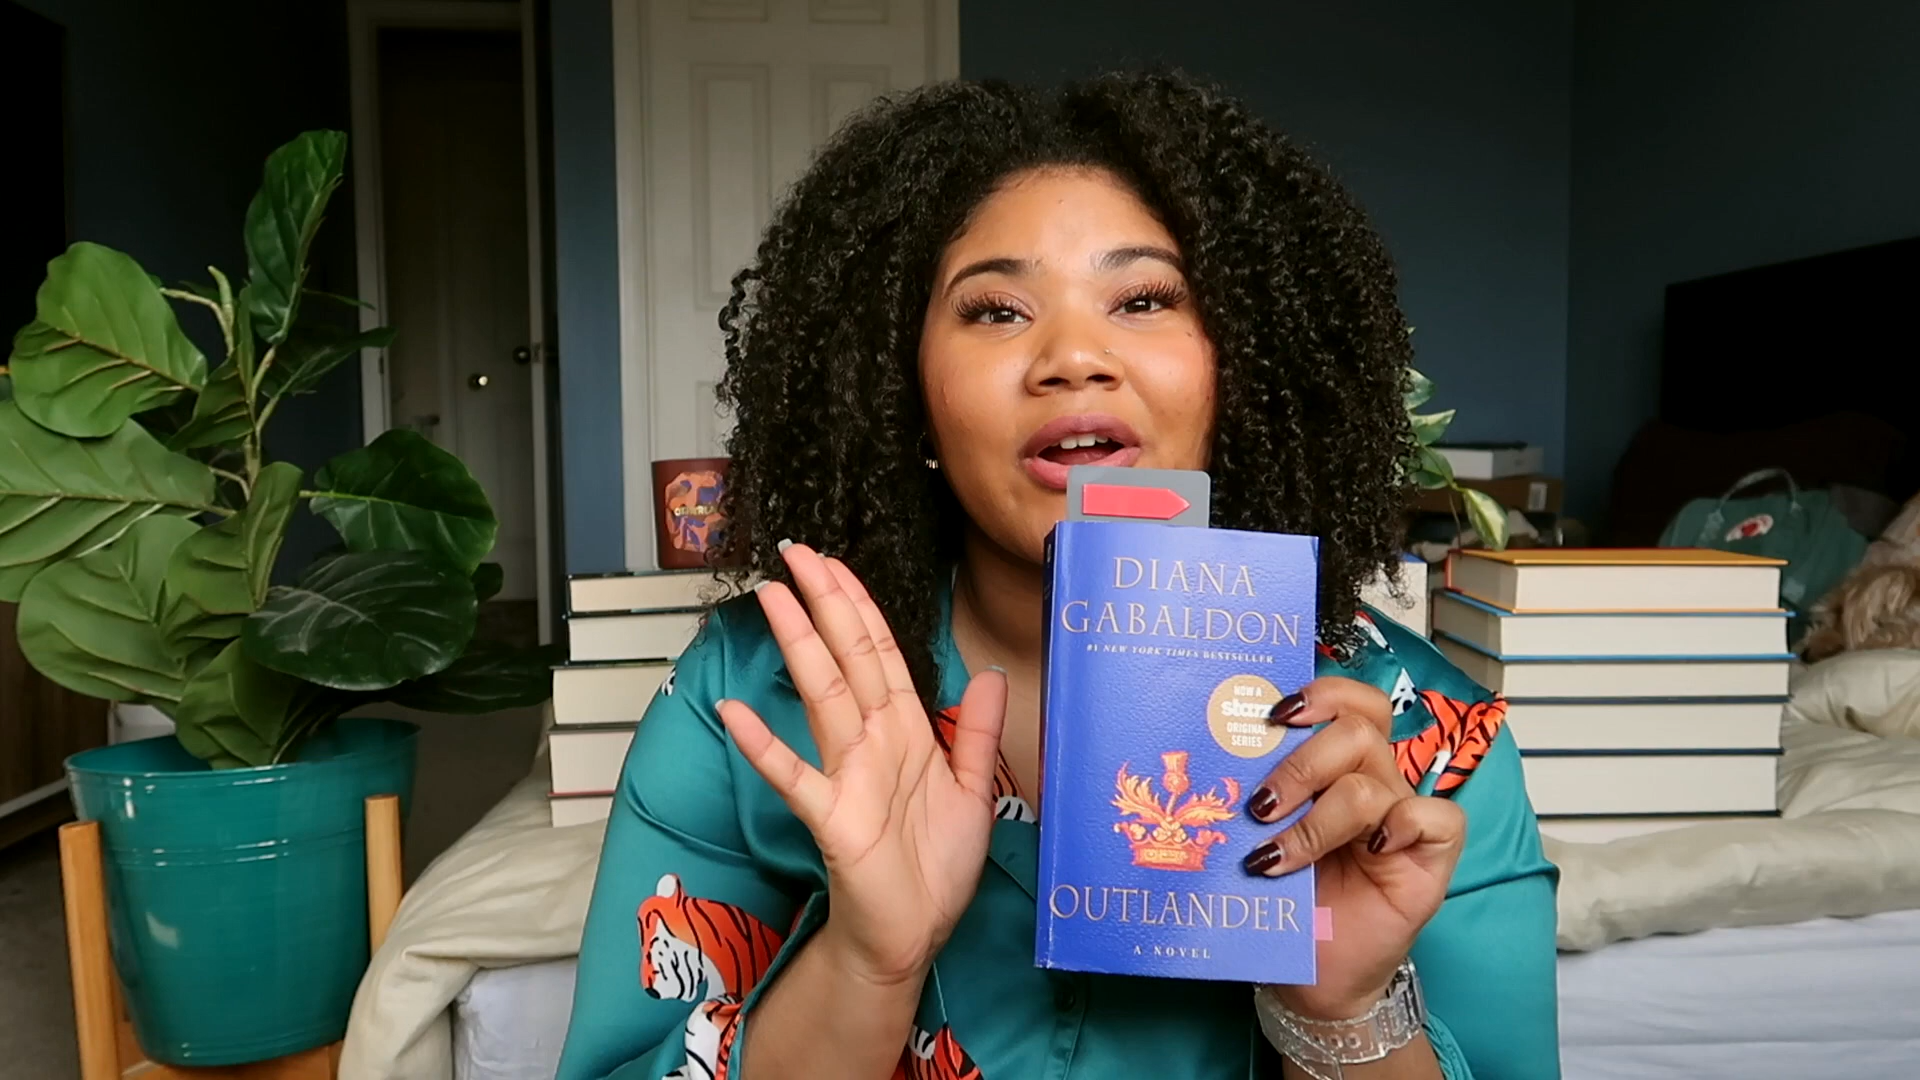 DIANA
GABALDON
#1 NEW YORK TIMES BESTSELLER
NOW A
starz
ORIGINAL
SERIES
OUTLANDER
A NOVEL